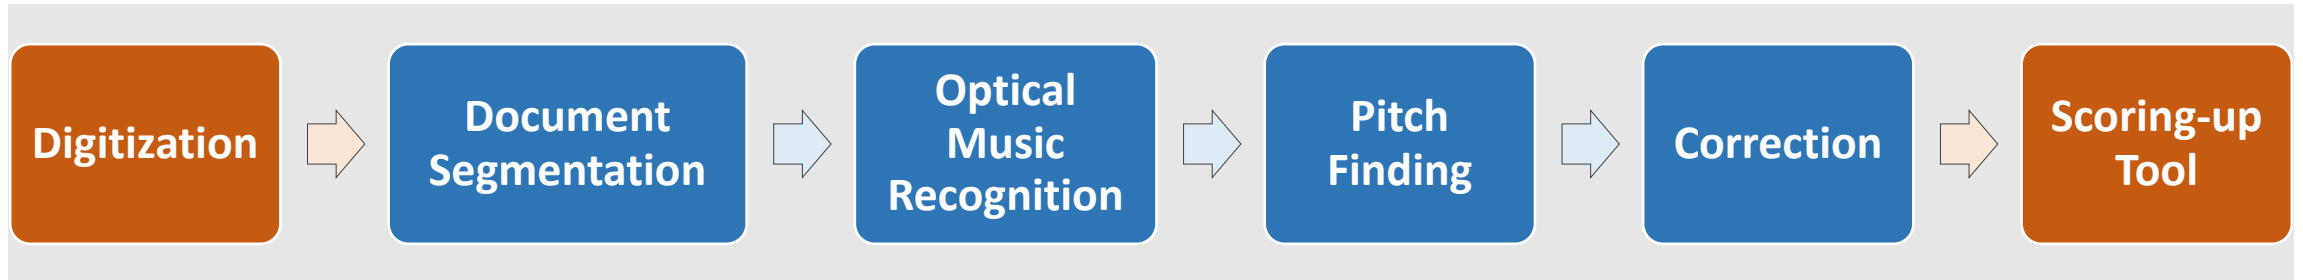 Digitization
Document
Segmentation
Optical
Music
Recognition
Pitch
Finding
Correction
Scoring-up
Tool